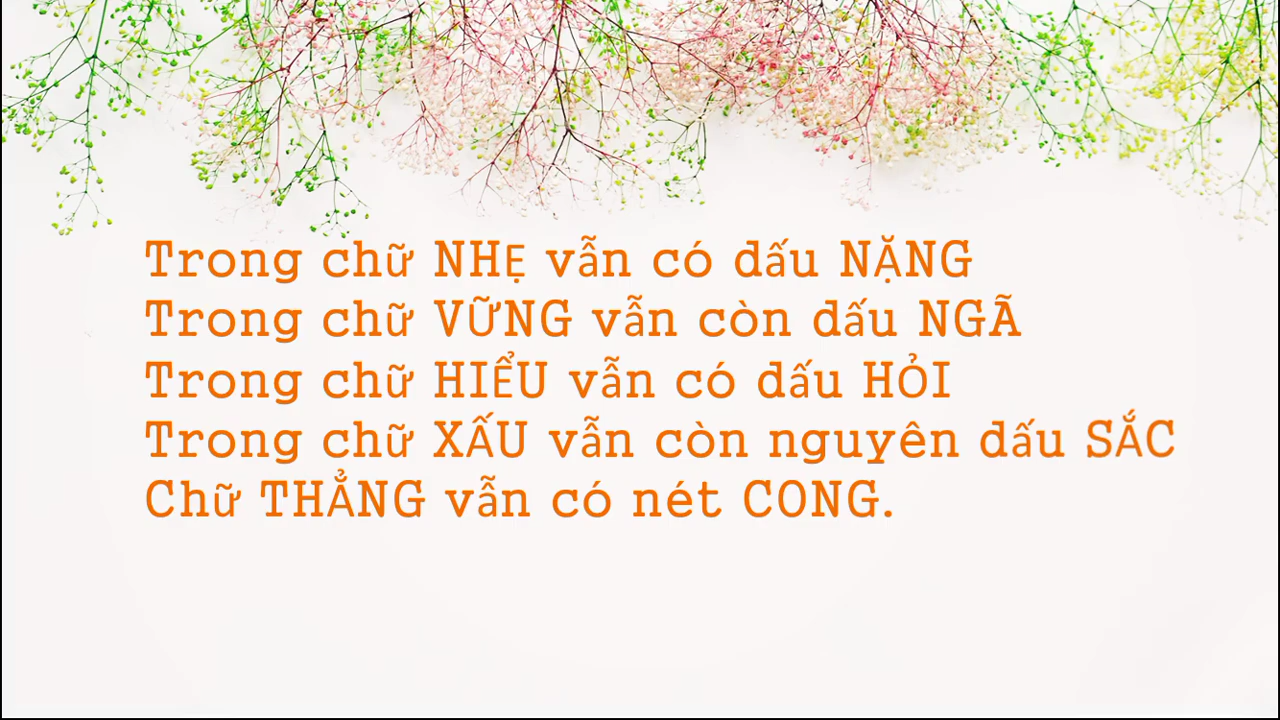 Trong chữ NHẸ vẫn có dấu NẶNG
Trong chữ VỮNG vẫn còn dấu NGÃ
Trong chữ HIỂU vẫn có dấu HỎI
Trong chữ XẤU vẫn còn nguyên dấu SẮC
Chữ THẲNG vẫn có nét CONG.